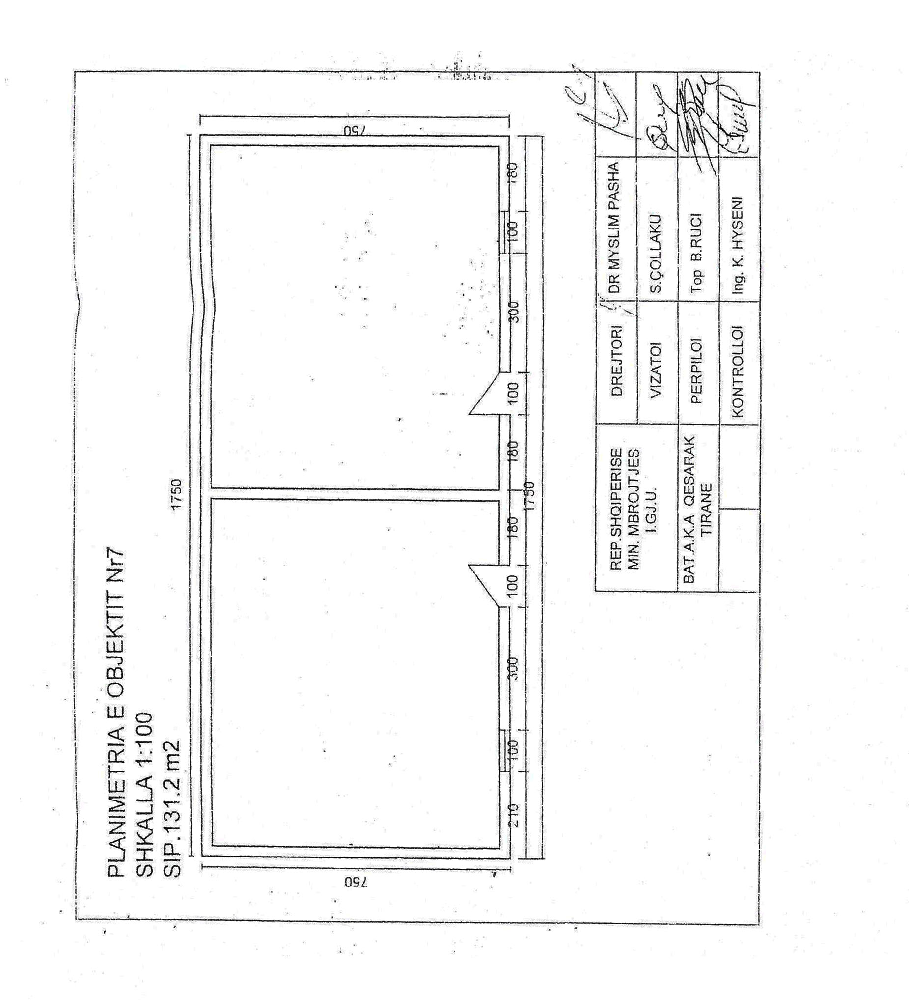 PLANIMETRIA E OBJEKTIT Nr7
SHKALLA 1:100
SIP.131.2 m2
1750
750
750
210
100
300
100
180
180
100
300
100
180
1750
REP.SHQIPERISE
MIN. MBROJTJES
I.GJ.U.
BAT.A.K.A QESARAK
TIRANE
DREJTORI
DR MYSLIM PASHA
VIZATOI
S.ÇOLLAKU
PERPILOI
Top B.RUCI
KONTROLLOI
Ing. K. HYSENI